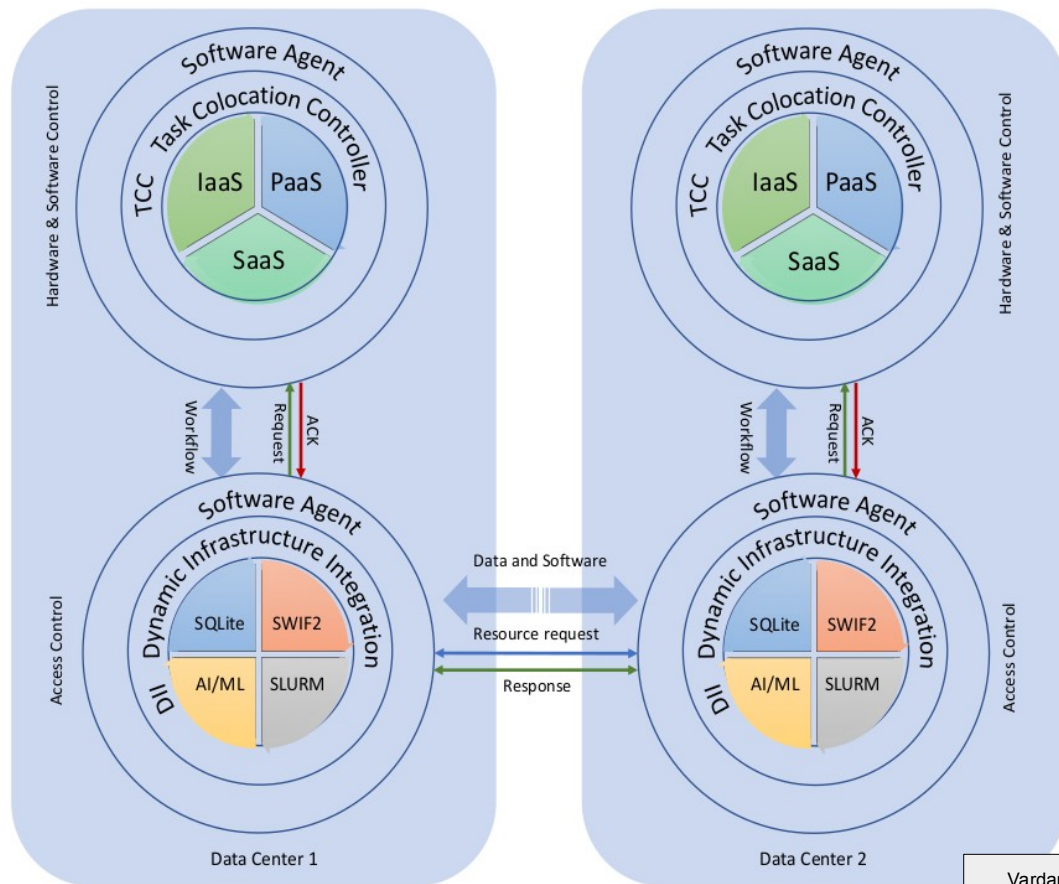 Software Agent
Task Colocation Controller
TCC
IaaS
PaaS
SaaS
Hardware & Software Control
Workflow
Request
ACK
Software Agent
Dynamic Infrastructure Integration
DII
SQLite
SWIF2
AI/ML
SLURM
Access Control
Data Center 1
Data and Software
Resource request
Response
Software Agent
Task Colocation Controller
TCC
IaaS
PaaS
SaaS
Hardware & Software Control
Workflow
Request
ACK
Software Agent
Dynamic Infrastructure Integration
DII
SQLite
SWIF2
AI/ML
SLURM
Access Control
Data Center 2